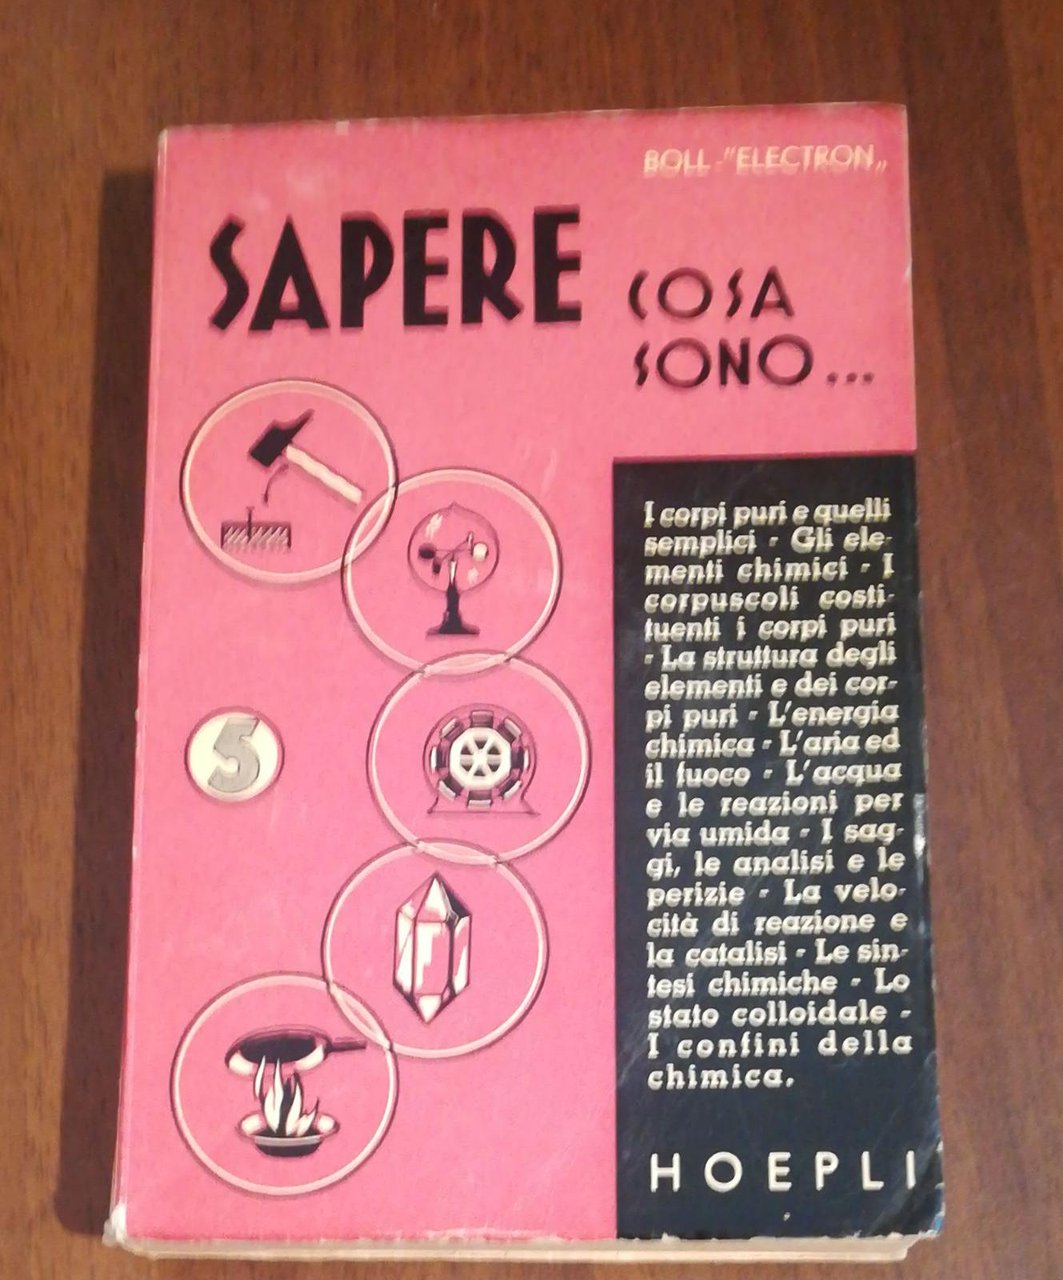 BOLL - "ELECTRON„
SAPERE
COSA
SONO...
5
I corpi puri e quelli
semplici - Gli ele-
menti chimici - I
corpuscoli costi-
tuenti i corpi puri
- La struttura degli
elementi e dei cor-
pi puri - L'energia
chimica - L'aria ed
il fuoco - L'acqua
e le reazioni per
via umida - I sag-
gi, le analisi e le
perizie - La velo-
cità di reazione e
la catalisi - Le sin-
tesi chimiche - Lo
stato colloidale -
I confini della
chimica.
HOEPLI